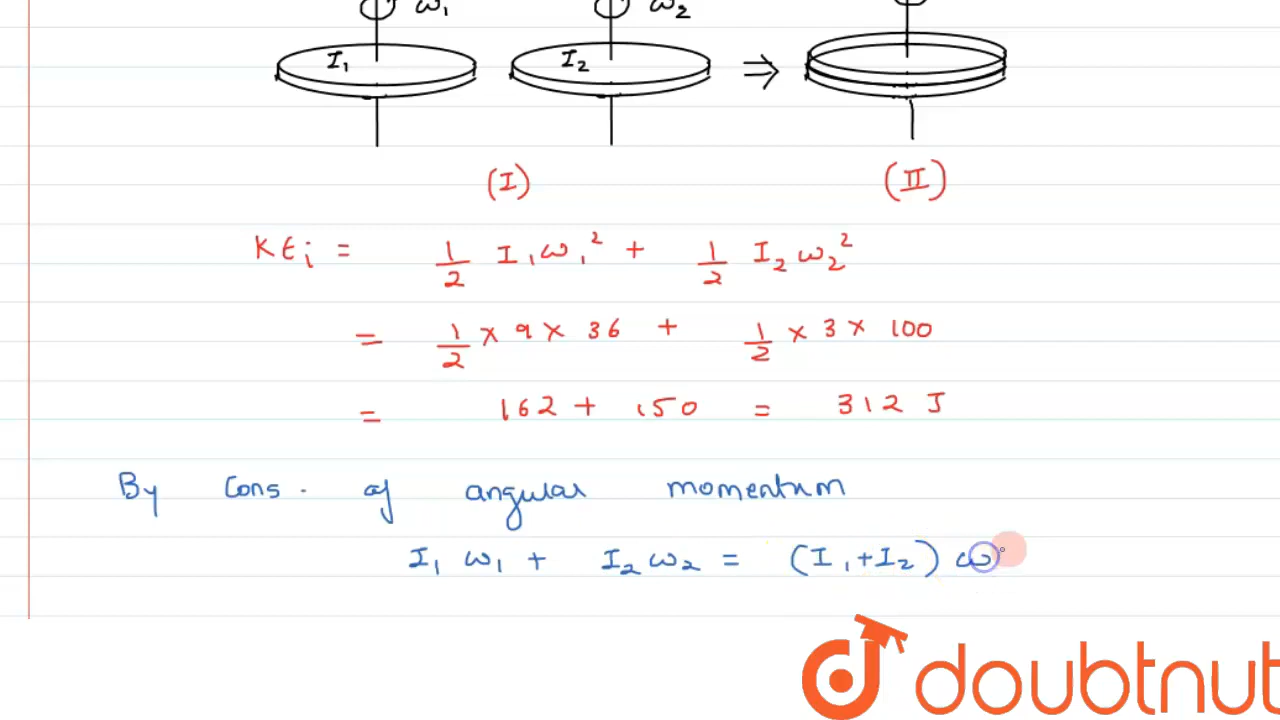 ω₁ ω₂
I₁ I₂ ⇒
(I) (II)
KEᵢ = 1/2 I₁ω₁² + 1/2 I₂ω₂²
= 1/2 × 9 × 36 + 1/2 × 3 × 100
= 162 + 150 = 312 J
By Cons. of angular momentum
I₁ω₁ + I₂ω₂ = (I₁+I₂) ω
doubtnut